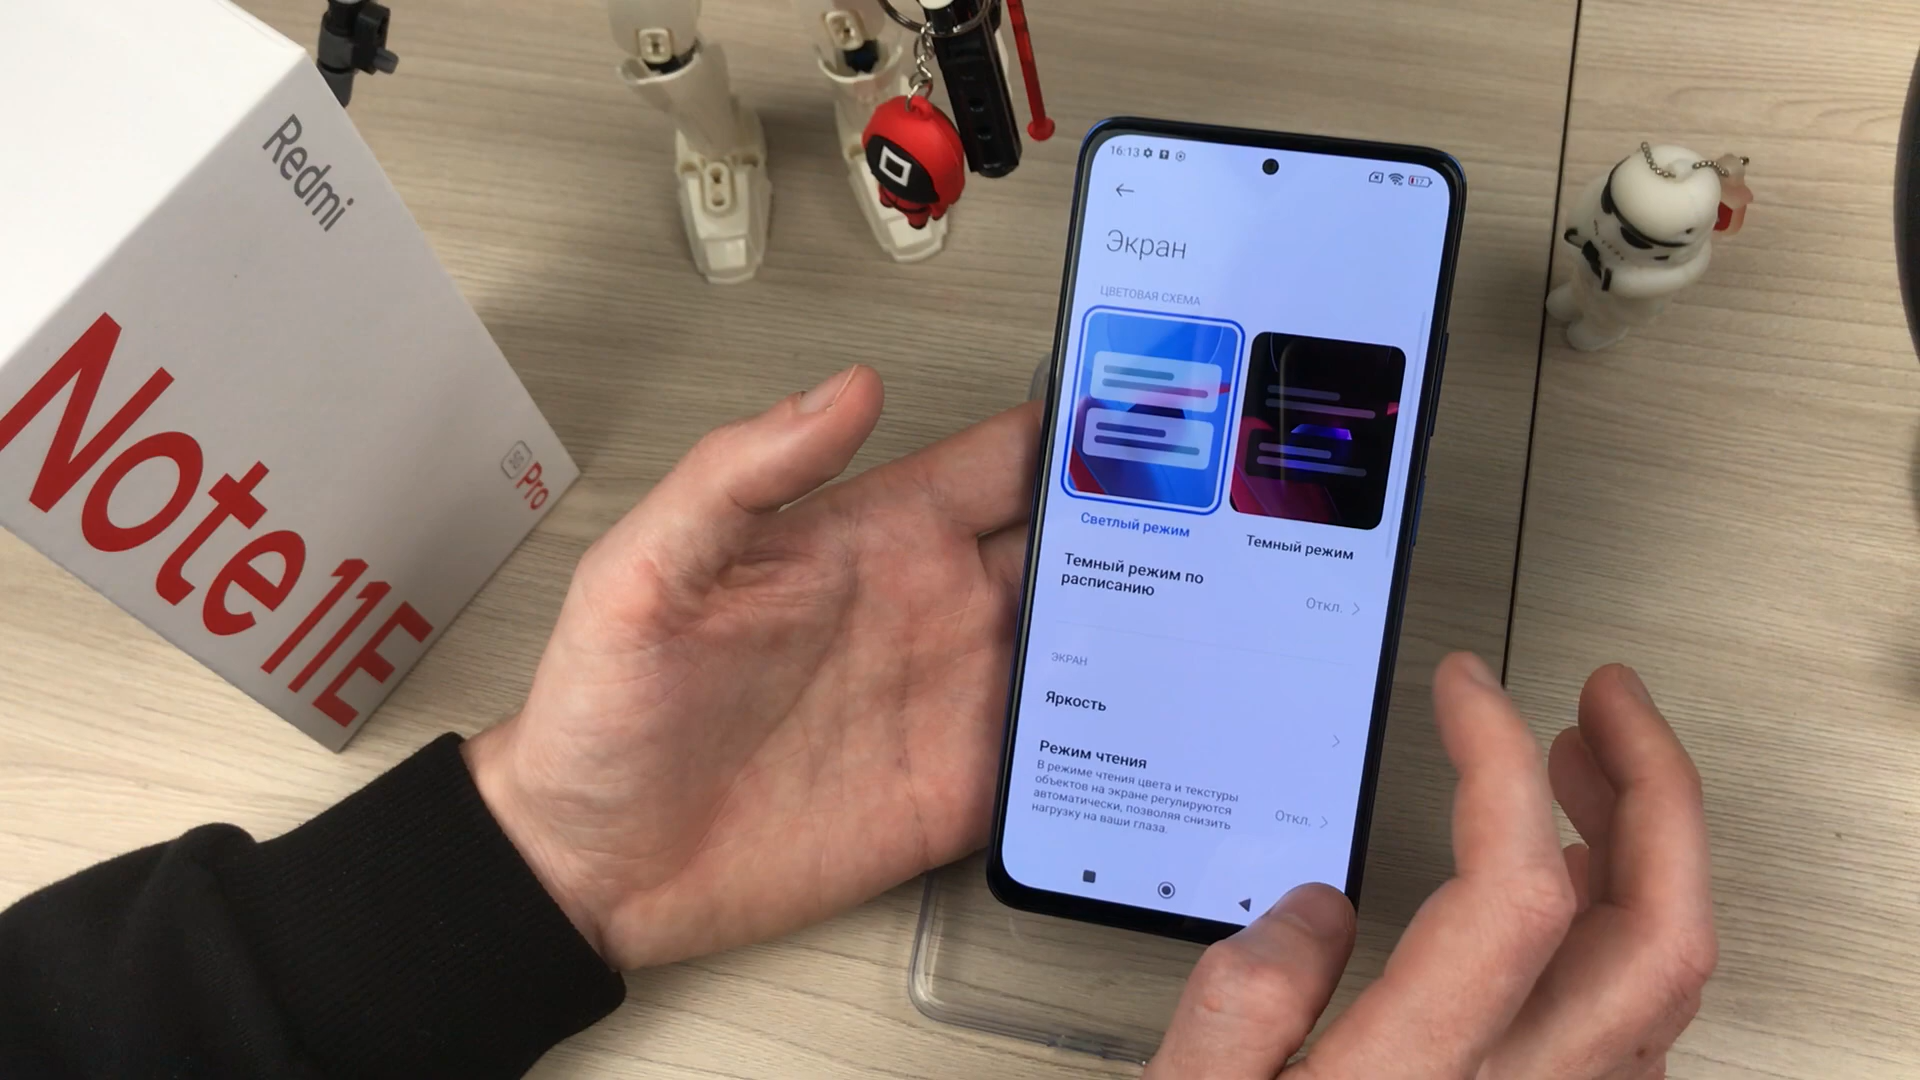 Redmi
Note 11E
5G Pro
16:13
17
Экран
ЦВЕТОВАЯ СХЕМА
Светлый режим
Темный режим
Темный режим по
расписанию
Откл.
ЭКРАН
Яркость
Режим чтения
В режиме чтения цвета и текстуры
объектов на экране регулируются
автоматически, позволяя снизить
нагрузку на ваши глаза.
Откл.